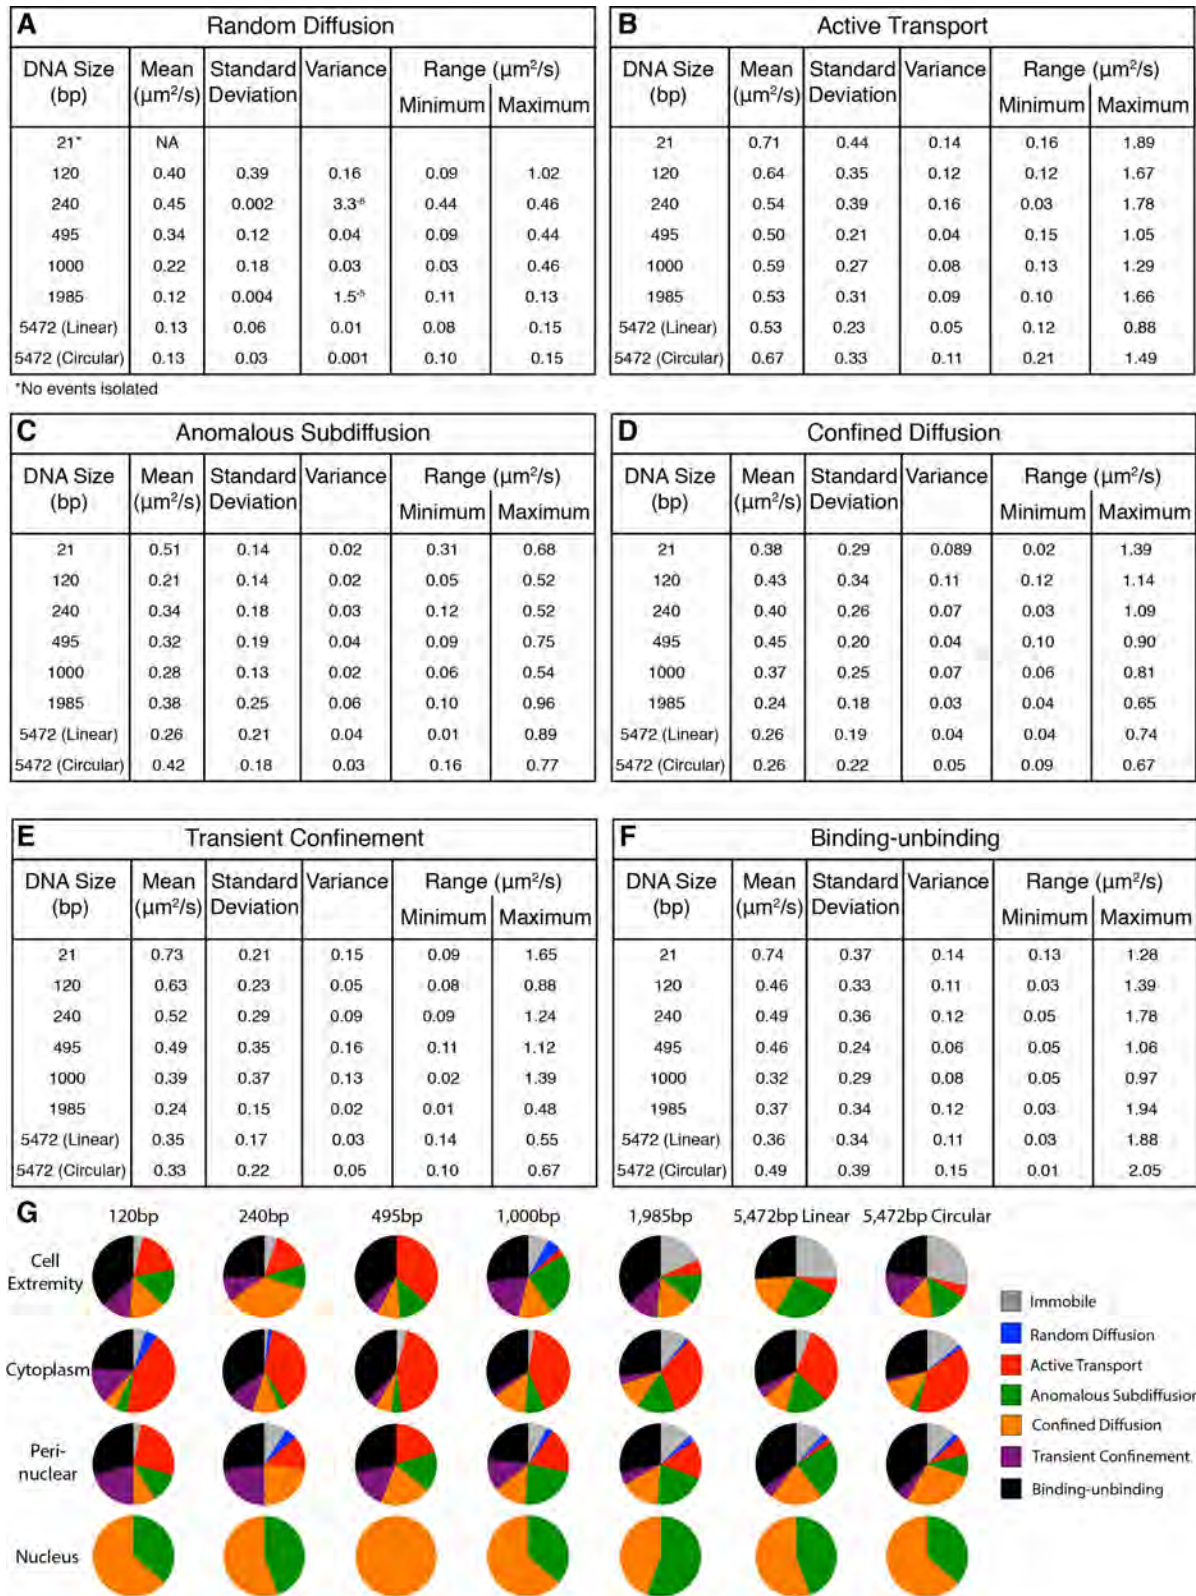 A Random Diffusion
DNA Size (bp) Mean (µm²/s) Standard Deviation Variance Range (µm²/s) Minimum Maximum
21* NA
120 0.40 0.39 0.16 0.09 1.02
240 0.45 0.002 3.3⁻⁶ 0.44 0.46
495 0.34 0.12 0.04 0.09 0.44
1000 0.22 0.18 0.03 0.03 0.46
1985 0.12 0.004 0.11 0.13
5472 (Linear) 0.13 0.06 0.01 0.08 0.15
5472 (Circular) 0.13 0.03 0.001 0.10 0.15
*No events isolated
B Active Transport
DNA Size (bp) Mean (µm²/s) Standard Deviation Variance Range (µm²/s) Minimum Maximum
21 0.71 0.44 0.14 0.16 1.89
120 0.64 0.35 0.12 0.12 1.67
240 0.54 0.39 0.16 0.03 1.78
495 0.50 0.21 0.04 0.15 1.05
1000 0.59 0.27 0.08 0.13 1.29
1985 0.53 0.31 0.09 0.10 1.66
5472 (Linear) 0.53 0.23 0.05 0.12 0.88
5472 (Circular) 0.67 0.33 0.11 0.21 1.49
C Anomalous Subdiffusion
DNA Size (bp) Mean (µm²/s) Standard Deviation Variance Range (µm²/s) Minimum Maximum
21 0.51 0.14 0.02 0.31 0.68
120 0.21 0.14 0.02 0.05 0.52
240 0.34 0.18 0.03 0.12 0.52
495 0.32 0.19 0.04 0.09 0.75
1000 0.28 0.13 0.02 0.06 0.54
1985 0.38 0.25 0.06 0.10 0.96
5472 (Linear) 0.26 0.21 0.04 0.01 0.89
5472 (Circular) 0.42 0.18 0.03 0.16 0.77
D Confined Diffusion
DNA Size (bp) Mean (µm²/s) Standard Deviation Variance Range (µm²/s) Minimum Maximum
21 0.38 0.29 0.089 0.02 1.39
120 0.43 0.34 0.11 0.12 1.14
240 0.40 0.26 0.07 0.03 1.09
495 0.45 0.20 0.04 0.10 0.90
1000 0.37 0.25 0.07 0.06 0.81
1985 0.24 0.18 0.03 0.04 0.65
5472 (Linear) 0.26 0.19 0.04 0.04 0.74
5472 (Circular) 0.26 0.22 0.05 0.09 0.67
E Transient Confinement
DNA Size (bp) Mean (µm²/s) Standard Deviation Variance Range (µm²/s) Minimum Maximum
21 0.73 0.21 0.15 0.09 1.65
120 0.63 0.23 0.05 0.08 0.88
240 0.52 0.29 0.09 0.09 1.24
495 0.49 0.35 0.16 0.11 1.12
1000 0.39 0.37 0.13 0.02 1.39
1985 0.24 0.15 0.02 0.01 0.48
5472 (Linear) 0.35 0.17 0.03 0.14 0.55
5472 (Circular) 0.33 0.22 0.05 0.10 0.67
F Binding-unbinding
DNA Size (bp) Mean (µm²/s) Standard Deviation Variance Range (µm²/s) Minimum Maximum
21 0.74 0.37 0.14 0.13 1.28
120 0.46 0.33 0.11 0.03 1.39
240 0.49 0.36 0.12 0.05 1.78
495 0.46 0.24 0.06 0.05 1.06
1000 0.32 0.29 0.08 0.05 0.97
1985 0.37 0.34 0.12 0.03 1.94
5472 (Linear) 0.36 0.34 0.11 0.03 1.88
5472 (Circular) 0.49 0.39 0.15 0.01 2.05
G 120bp 240bp 495bp 1,000bp 1,985bp 5,472bp Linear 5,472bp Circular
Cell Extremity
Cytoplasm
Peri-
nuclear
Nucleus
Immobile
Random Diffusion
Active Transport
Anomalous Subdiffusion
Confined Diffusion
Transient Confinement
Binding-unbinding